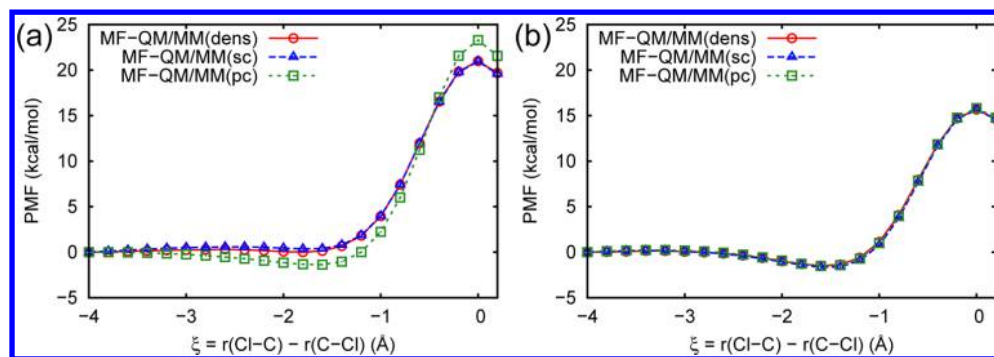 (a)
MF−QM/MM(dens)
MF−QM/MM(sc)
MF−QM/MM(pc)
25
20
15
10
5
0
−5
PMF (kcal/mol)
−4 −3 −2 −1 0
ξ = r(Cl−C) − r(C−Cl) (Å)
(b)
MF−QM/MM(dens)
MF−QM/MM(sc)
MF−QM/MM(pc)
25
20
15
10
5
0
−5
PMF (kcal/mol)
−4 −3 −2 −1 0
ξ = r(Cl−C) − r(C−Cl) (Å)